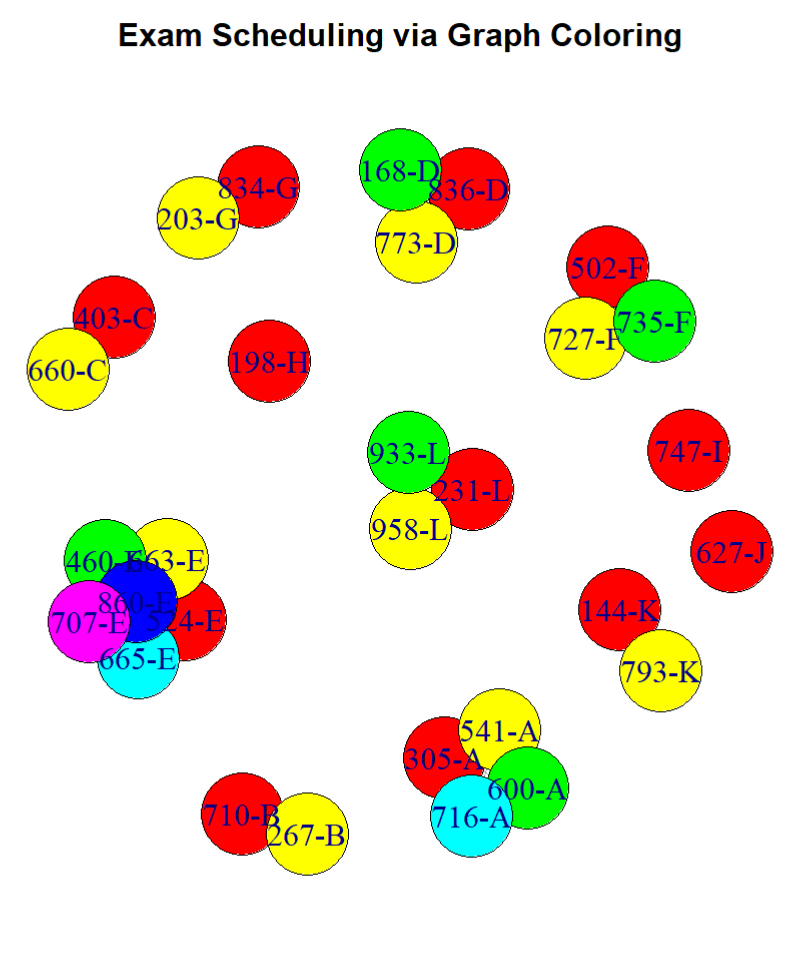 Exam Scheduling via Graph Coloring
168-D
834-G
836-D
203-G
773-D
502-F
403-C
735-F
727-F
198-H
660-C
747-I
933-L
231-L
958-L
627-J
460-E
663-E
860-E
144-K
707-E
524-E
665-E
793-K
541-A
305-A
600-A
710-B
716-A
267-B